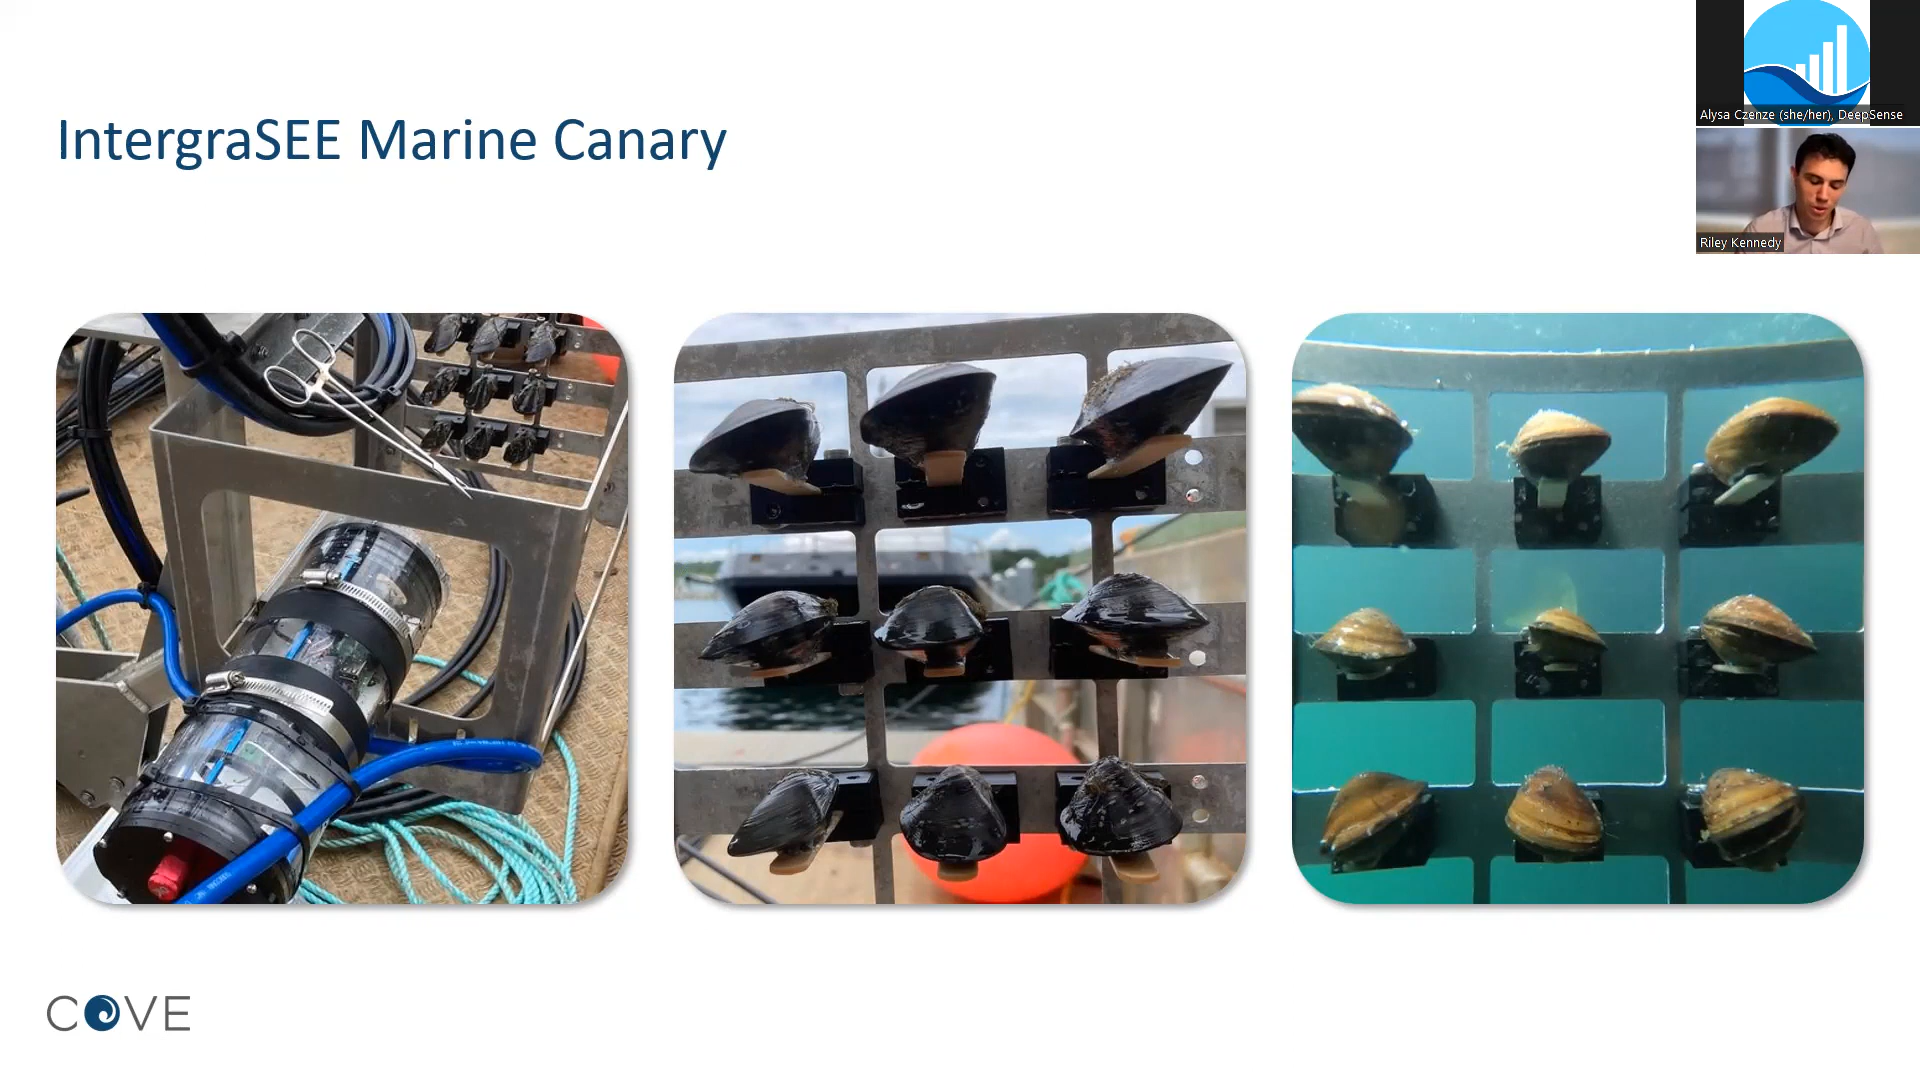 IntergraSEE Marine Canary
Alysa Czenze (she/her), DeepSense
Riley Kennedy
COVE